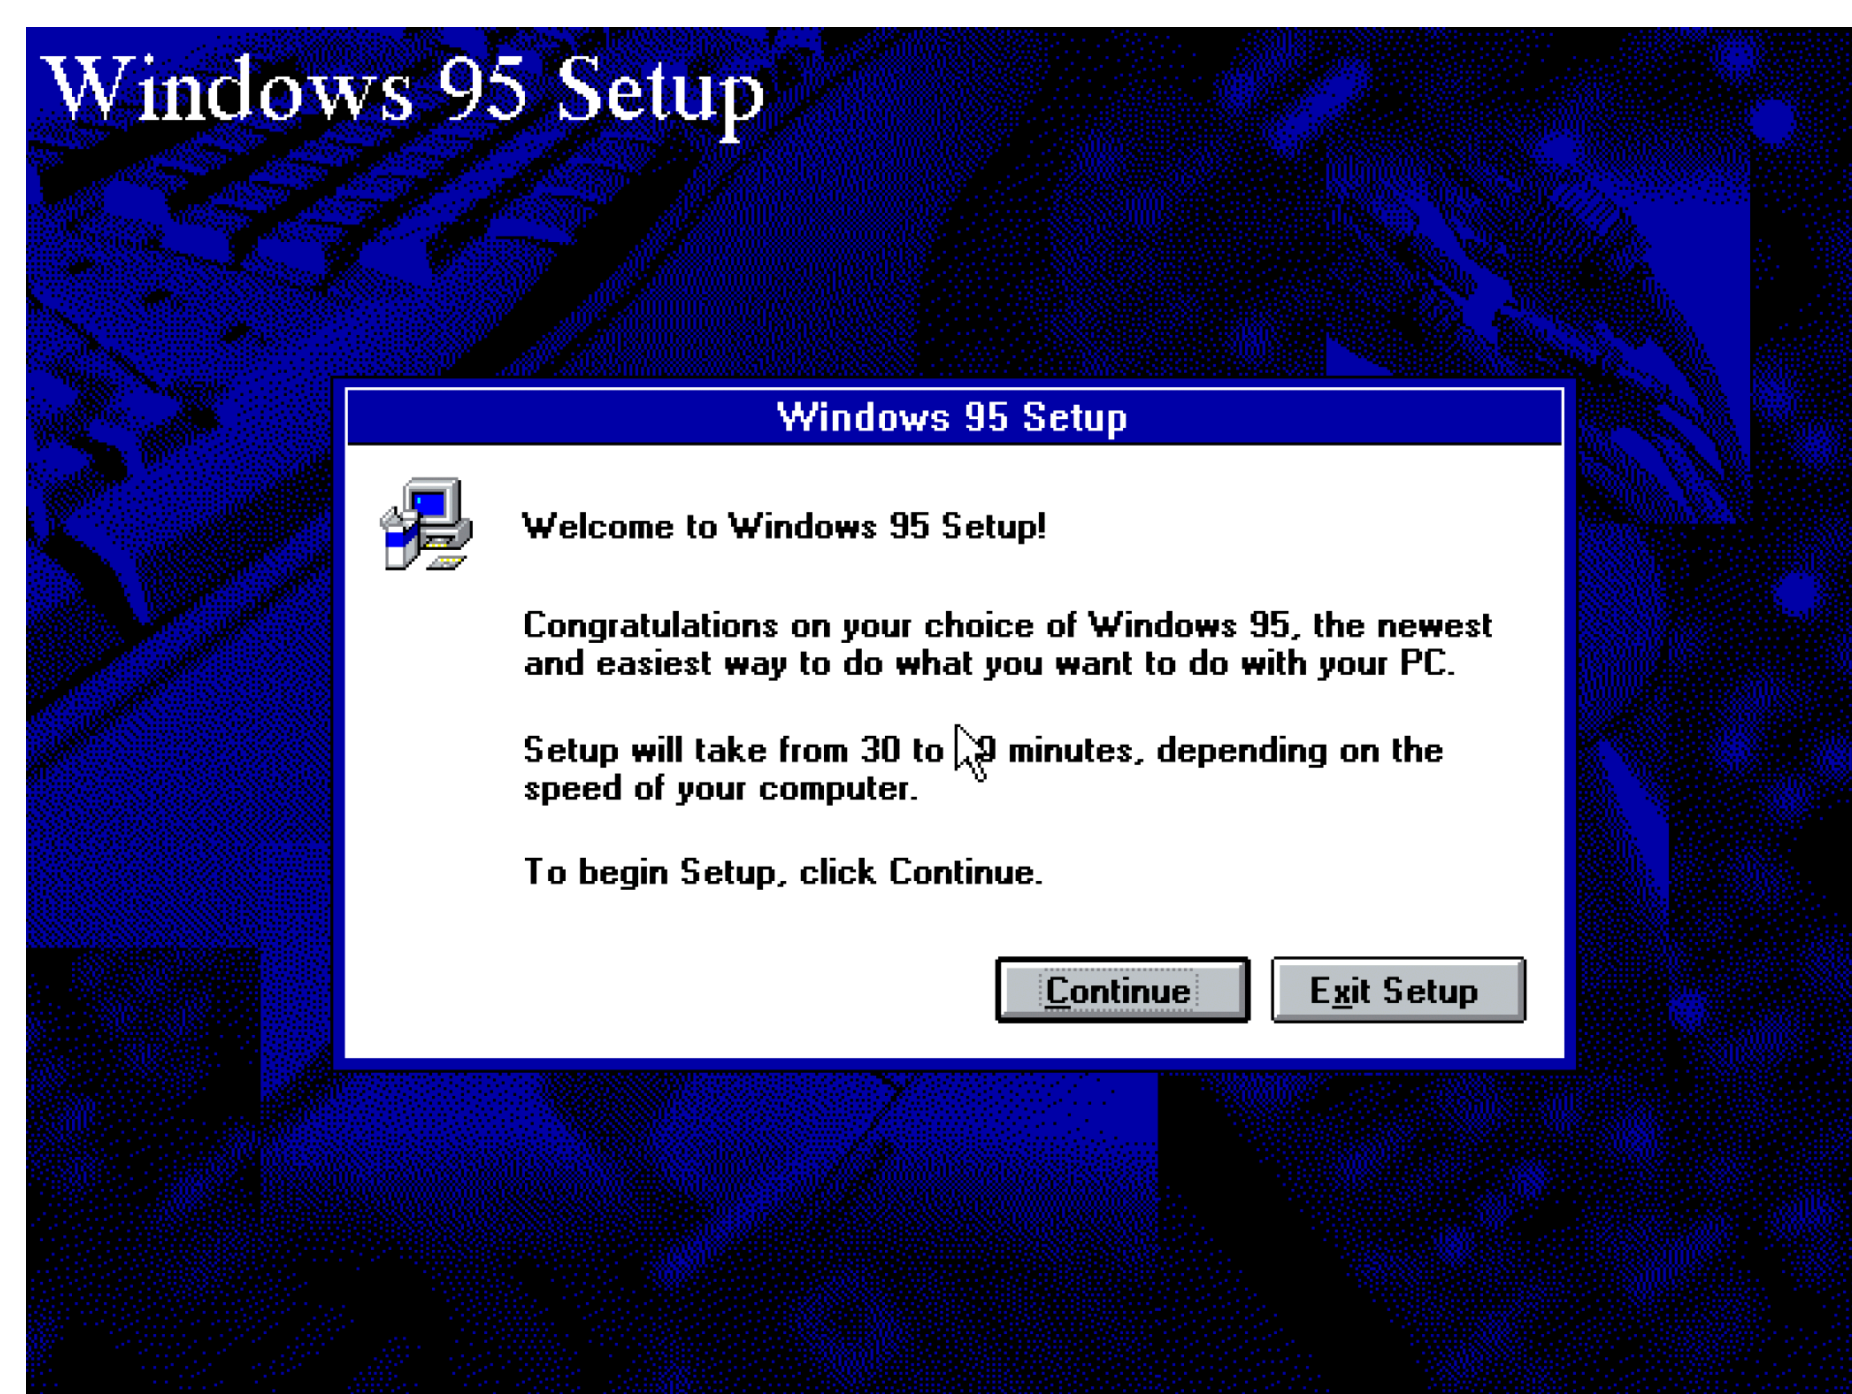 Windows 95 Setup
Windows 95 Setup
Welcome to Windows 95 Setup!
Congratulations on your choice of Windows 95, the newest
and easiest way to do what you want to do with your PC.
Setup will take from 30 to minutes, depending on the
speed of your computer.
To begin Setup, click Continue.
Continue
Exit Setup